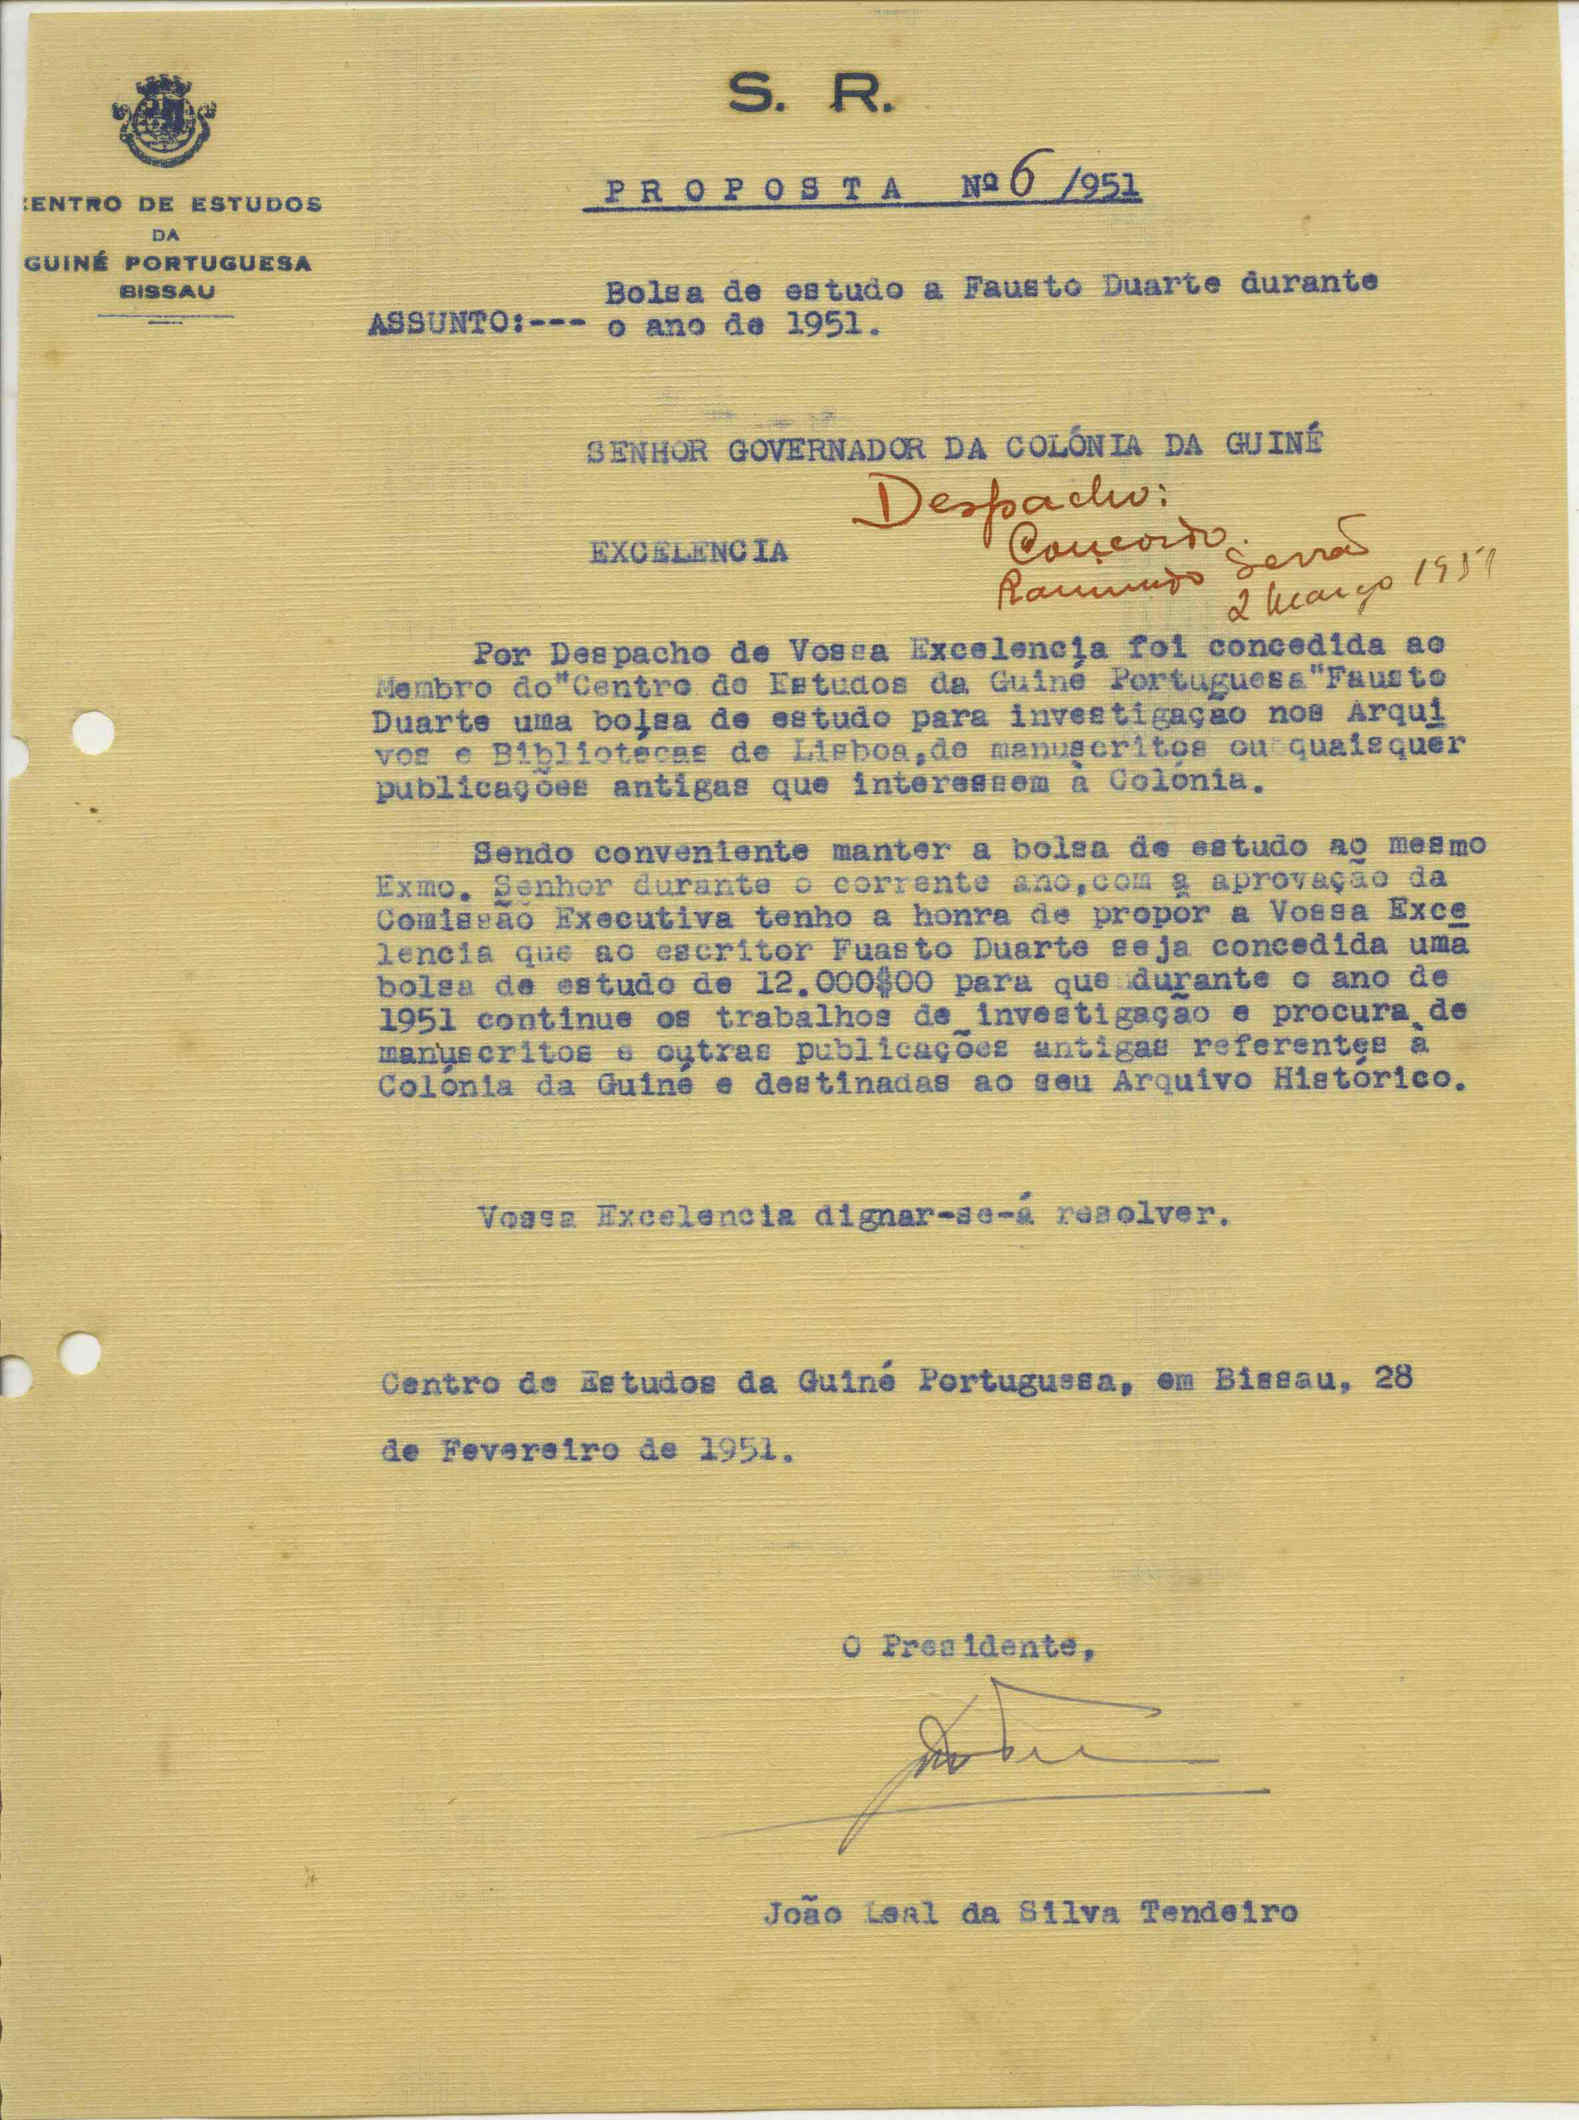 S. R.
CENTRO DE ESTUDOS
DA
GUINÉ PORTUGUESA
BISSAU
PROPOSTA Nº 6 /951
Bolsa de estudo a Fausto Duarte durante
ASSUNTO:--- o ano de 1951.
SENHOR GOVERNADOR DA COLÓNIA DA GUINÉ
Despacho:
Concordo.
EXCELENCIA
Raimundo Serrão
2 Março 1951
Por Despacho de Vossa Excelencia foi concedida ao
Membro do"Centro de Estudos da Guiné Portuguesa"Fausto
Duarte uma bolsa de estudo para investigação nos Arqui
vos e Bibliotecas de Lisboa,de manuscritos ou quaisquer
publicações antigas que interessem à Colónia.
Sendo conveniente manter a bolsa de estudo ao mesmo
Exmo. Senhor durante o corrente ano,com a aprovação da
Comissão Executiva tenho a honra de propor a Vossa Exce
lencia que ao escritor Fuasto Duarte seja concedida uma
bolsa de estudo de 12.000$00 para que durante o ano de
1951 continue os trabalhos de investigação e procura de
manuscritos e outras publicações antigas referentes à
Colónia da Guiné e destinadas ao seu Arquivo Histórico.
Vossa Excelencia dignar-se-á resolver.
Centro de Estudos da Guiné Portuguesa, em Bissau, 28
de Fevereiro de 1951.
O Presidente,
João Leal da Silva Tendeiro